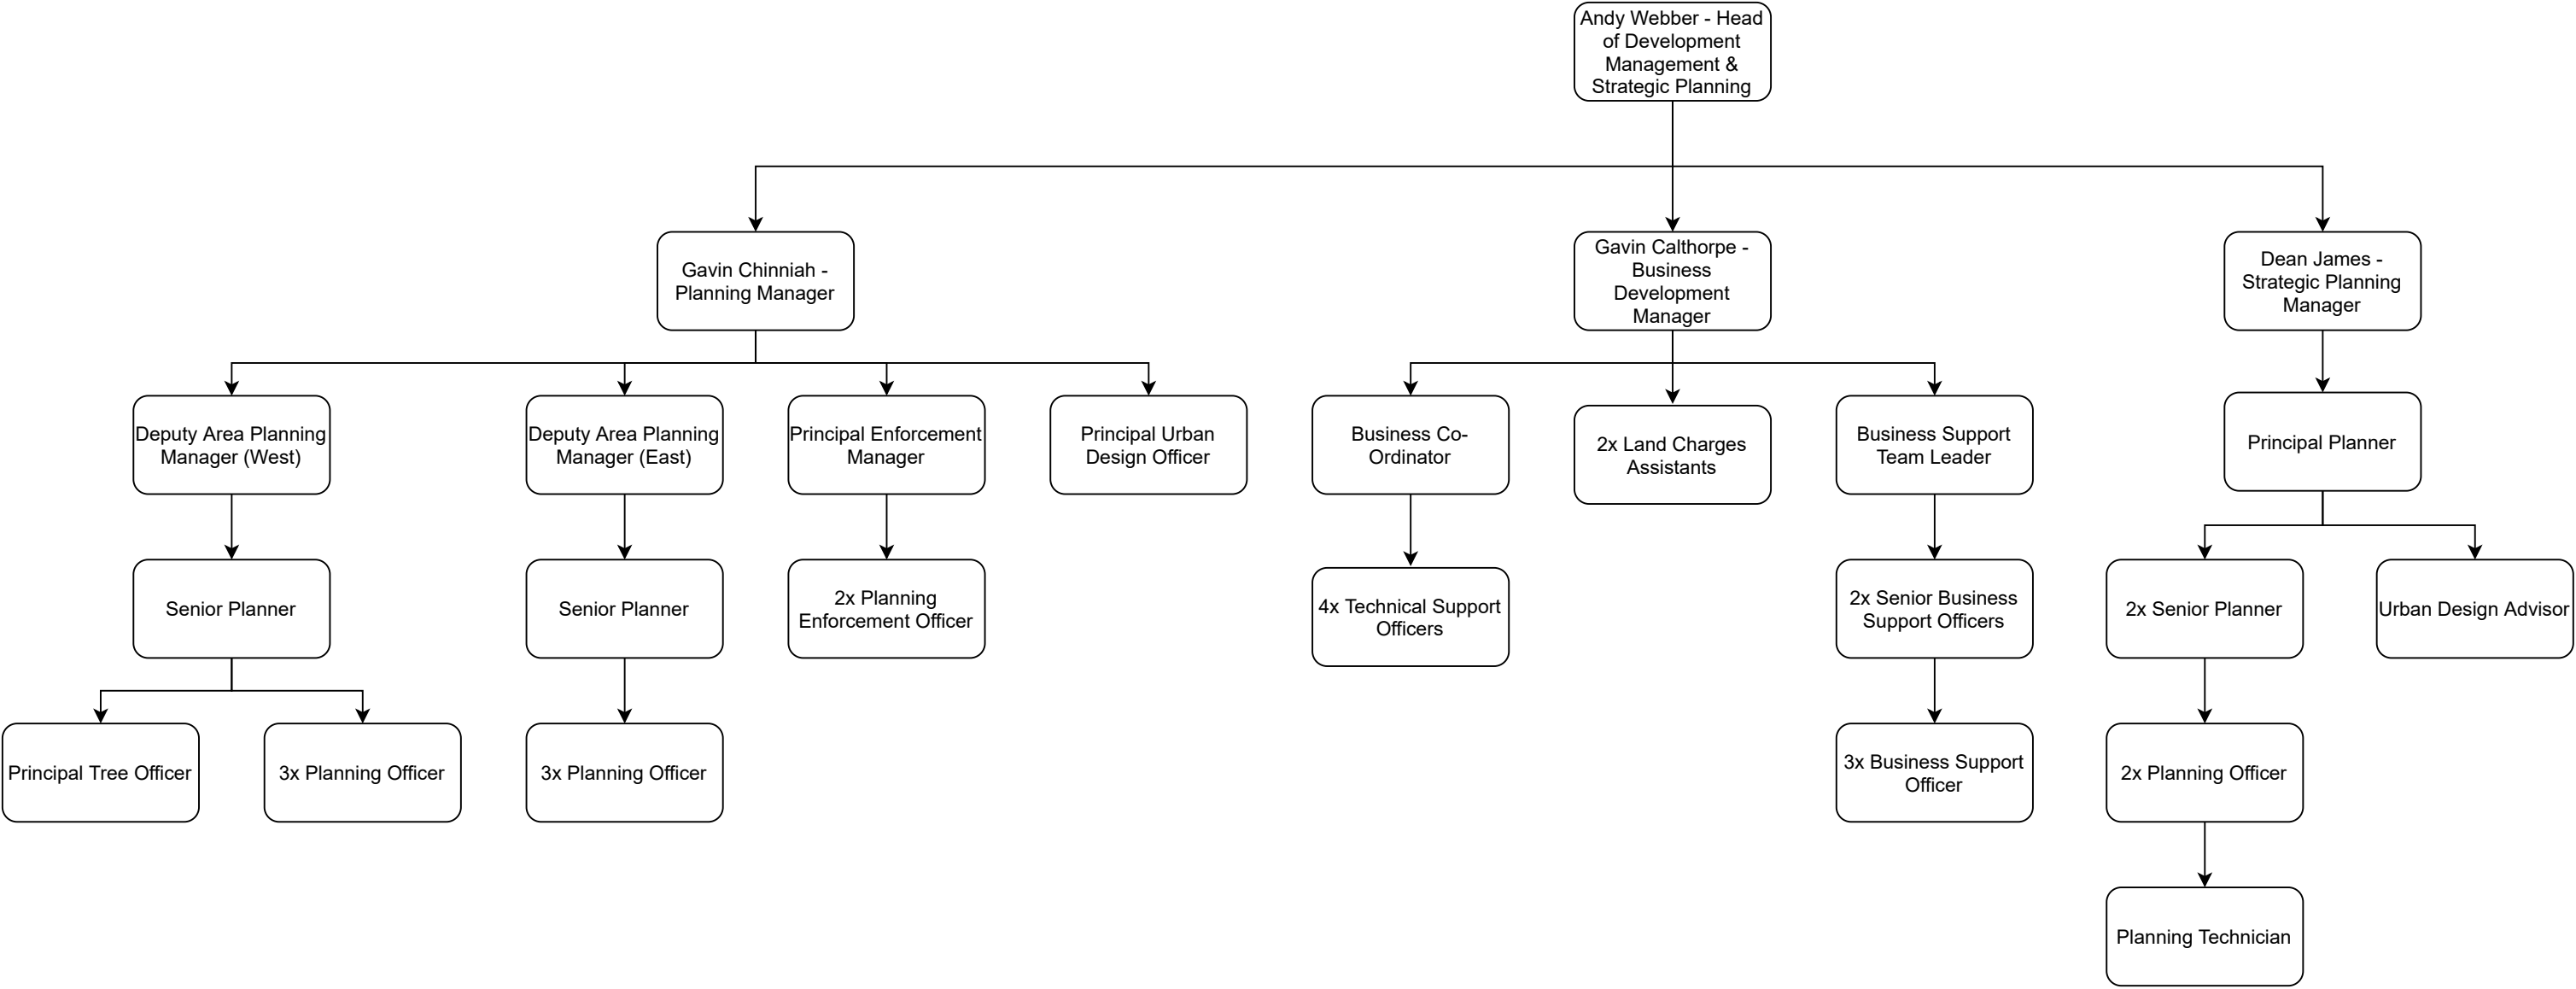 Andy Webber - Head
of Development
Management &
Strategic Planning
Gavin Chinniah -
Planning Manager
Gavin Calthorpe -
Business
Development
Manager
Dean James -
Strategic Planning
Manager
Deputy Area Planning
Manager (West)
Deputy Area Planning
Manager (East)
Principal Enforcement
Manager
Principal Urban
Design Officer
Business Co-
Ordinator
2x Land Charges
Assistants
Business Support
Team Leader
Principal Planner
Senior Planner
Senior Planner
2x Planning
Enforcement Officer
4x Technical Support
Officers
2x Senior Business
Support Officers
2x Senior Planner
Urban Design Advisor
Principal Tree Officer
3x Planning Officer
3x Planning Officer
3x Business Support
Officer
2x Planning Officer
Planning Technician